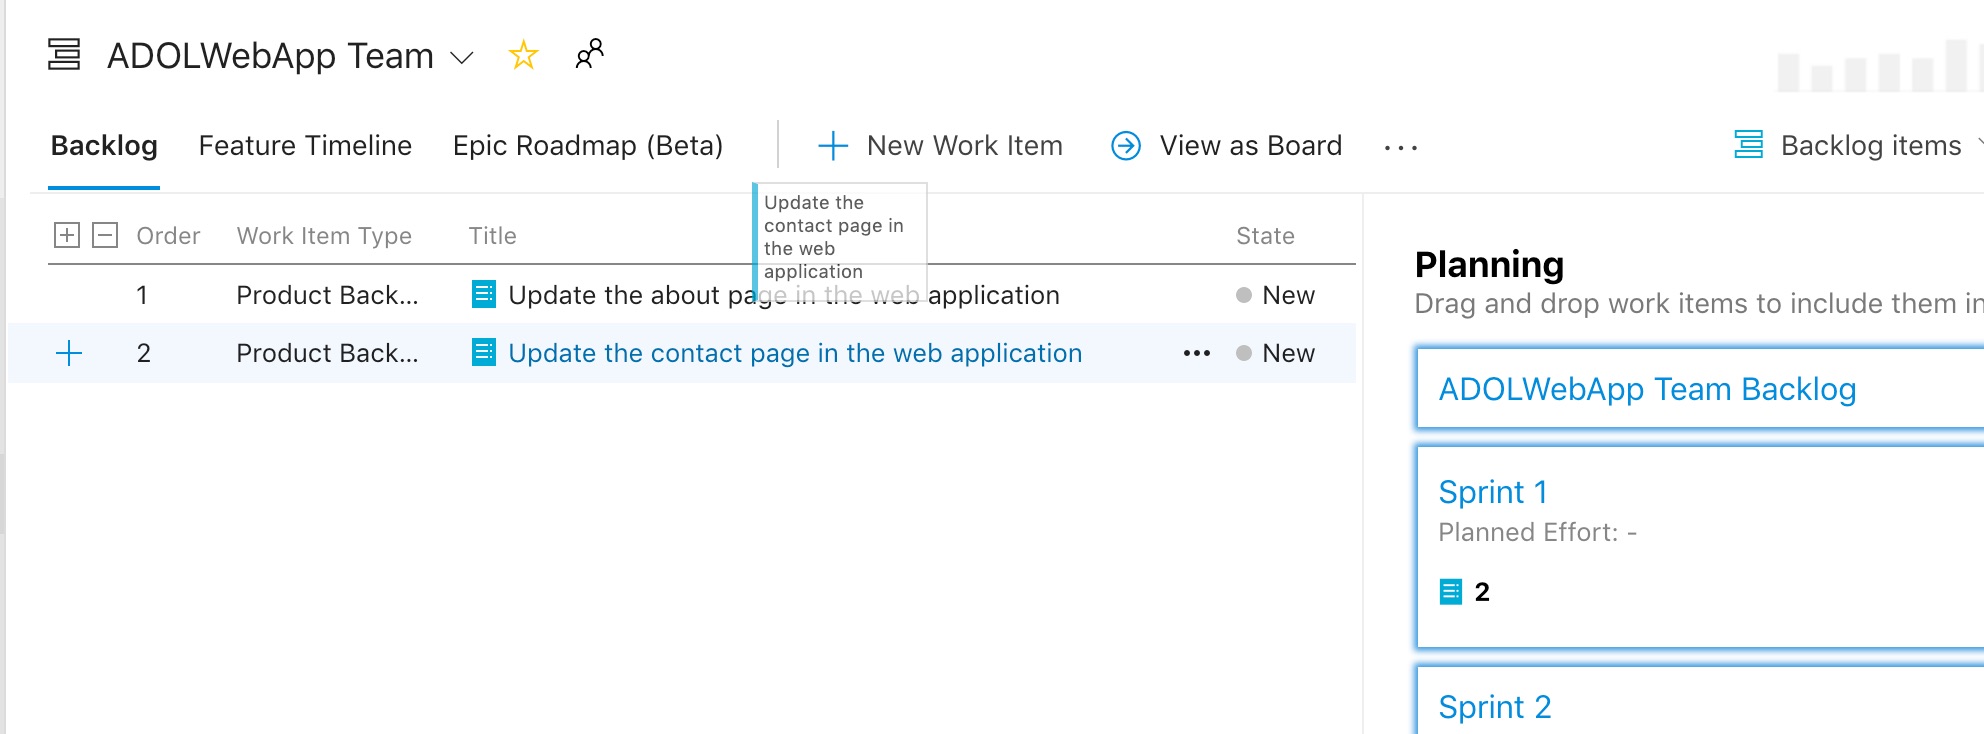 ADOLWebApp Team
Backlog Feature Timeline Epic Roadmap (Beta) New Work Item View as Board ... Backlog items
Update the
contact page in
the web
application
Order Work Item Type Title State
1 Product Back... Update the about page in the web application New
2 Product Back... Update the contact page in the web application ... New
Planning
Drag and drop work items to include them in
ADOLWebApp Team Backlog
Sprint 1
Planned Effort: -
2
Sprint 2